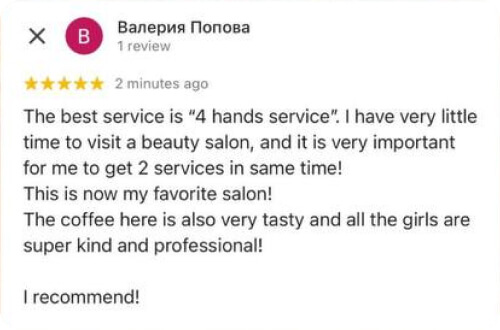 Валерия Попова
В
1 review
2 minutes ago
The best service is “4 hands service”. I have very little
time to visit a beauty salon, and it is very important
for me to get 2 services in same time!
This is now my favorite salon!
The coffee here is also very tasty and all the girls are
super kind and professional!
I recommend!